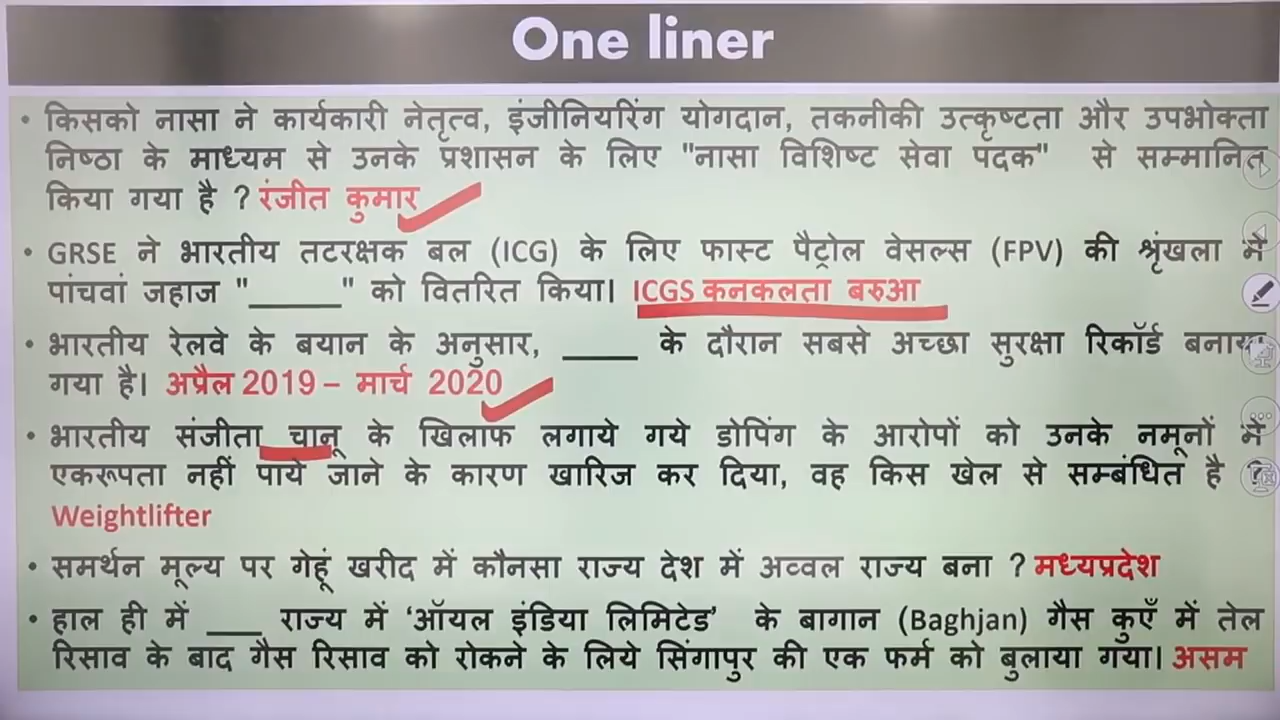 One liner
• किसको नासा ने कार्यकारी नेतृत्व, इंजीनियरिंग योगदान, तकनीकी उत्कृष्टता और उपभोक्ता
निष्ठा के माध्यम से उनके प्रशासन के लिए "नासा विशिष्ट सेवा पदक" से सम्मानित
किया गया है ? रंजीत कुमार
• GRSE ने भारतीय तटरक्षक बल (ICG) के लिए फास्ट पैट्रोल वेसल्स (FPV) की श्रृंखला में
पांचवां जहाज "______" को वितरित किया। ICGS कनकलता बरुआ
• भारतीय रेलवे के बयान के अनुसार, _____ के दौरान सबसे अच्छा सुरक्षा रिकॉर्ड बनाया
गया है। अप्रैल 2019 – मार्च 2020
• भारतीय संजीता चानू के खिलाफ लगाये गये डोपिंग के आरोपों को उनके नमूनों में
एकरूपता नहीं पाये जाने के कारण खारिज कर दिया, वह किस खेल से सम्बंधित है ?
Weightlifter
• समर्थन मूल्य पर गेहूं खरीद में कौनसा राज्य देश में अव्वल राज्य बना ? मध्यप्रदेश
• हाल ही में ____ राज्य में ‘ऑयल इंडिया लिमिटेड’ के बागान (Baghjan) गैस कुएँ में तेल
रिसाव के बाद गैस रिसाव को रोकने के लिये सिंगापुर की एक फर्म को बुलाया गया। असम